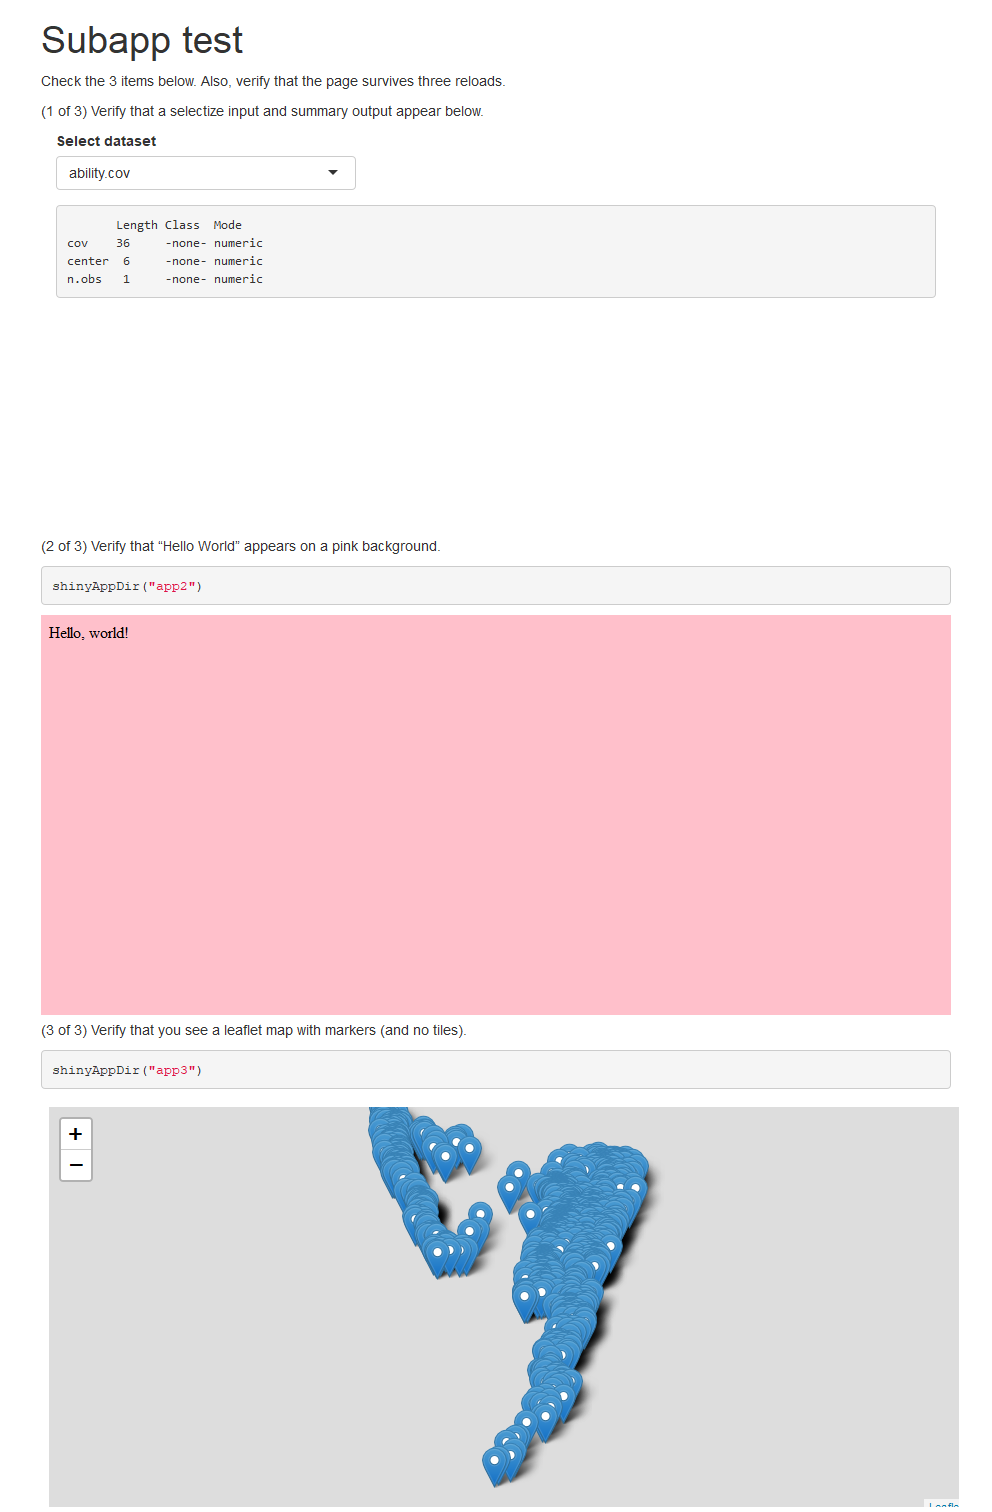 Subapp test
Check the 3 items below. Also, verify that the page survives three reloads.
(1 of 3) Verify that a selectize input and summary output appear below.
Select dataset
ability.cov
Length Class Mode
cov 36 -none- numeric
center 6 -none- numeric
n.obs 1 -none- numeric
(2 of 3) Verify that “Hello World” appears on a pink background.
shinyAppDir("app2")
Hello, world!
(3 of 3) Verify that you see a leaflet map with markers (and no tiles).
shinyAppDir("app3")
+
−